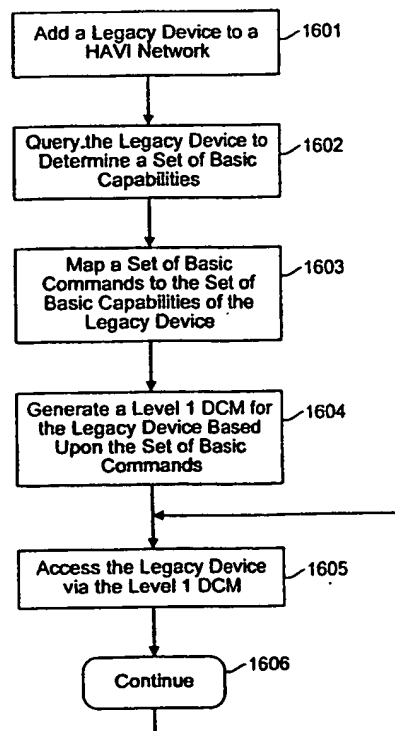 Add a Legacy Device to a
HAVI Network
1601
Query.the Legacy Device to
Determine a Set of Basic
Capabilities
1602
Map a Set of Basic
Commands to the Set of
Basic Capabilities of the
Legacy Device
1603
Generate a Level 1 DCM for
the Legacy Device Based
Upon the Set of Basic
Commands
1604
Access the Legacy Device
via the Level 1 DCM
1605
Continue
1606